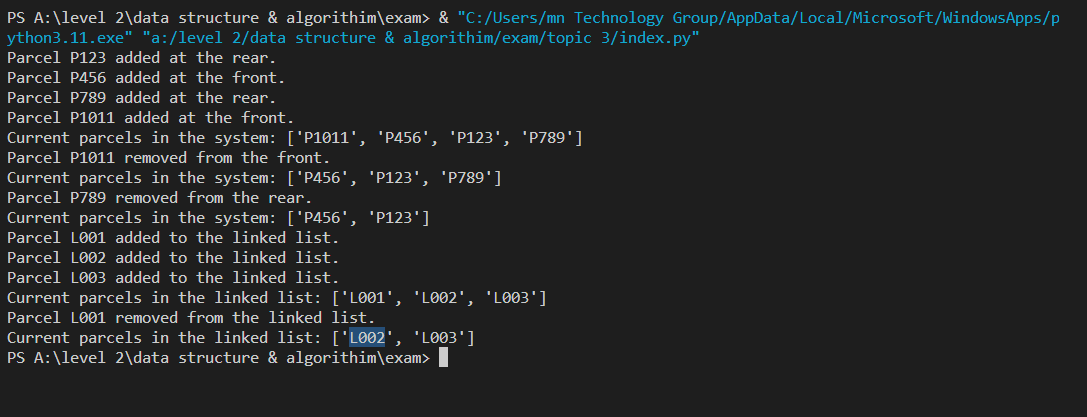 PS A:\level 2\data structure & algorithim\exam> & "C:/Users/mn Technology Group/AppData/Local/Microsoft/WindowsApps/p
ython3.11.exe" "a:/level 2/data structure & algorithim/exam/topic 3/index.py"
Parcel P123 added at the rear.
Parcel P456 added at the front.
Parcel P789 added at the rear.
Parcel P1011 added at the front.
Current parcels in the system: ['P1011', 'P456', 'P123', 'P789']
Parcel P1011 removed from the front.
Current parcels in the system: ['P456', 'P123', 'P789']
Parcel P789 removed from the rear.
Current parcels in the system: ['P456', 'P123']
Parcel L001 added to the linked list.
Parcel L002 added to the linked list.
Parcel L003 added to the linked list.
Current parcels in the linked list: ['L001', 'L002', 'L003']
Parcel L001 removed from the linked list.
Current parcels in the linked list: ['L002', 'L003']
PS A:\level 2\data structure & algorithim\exam>